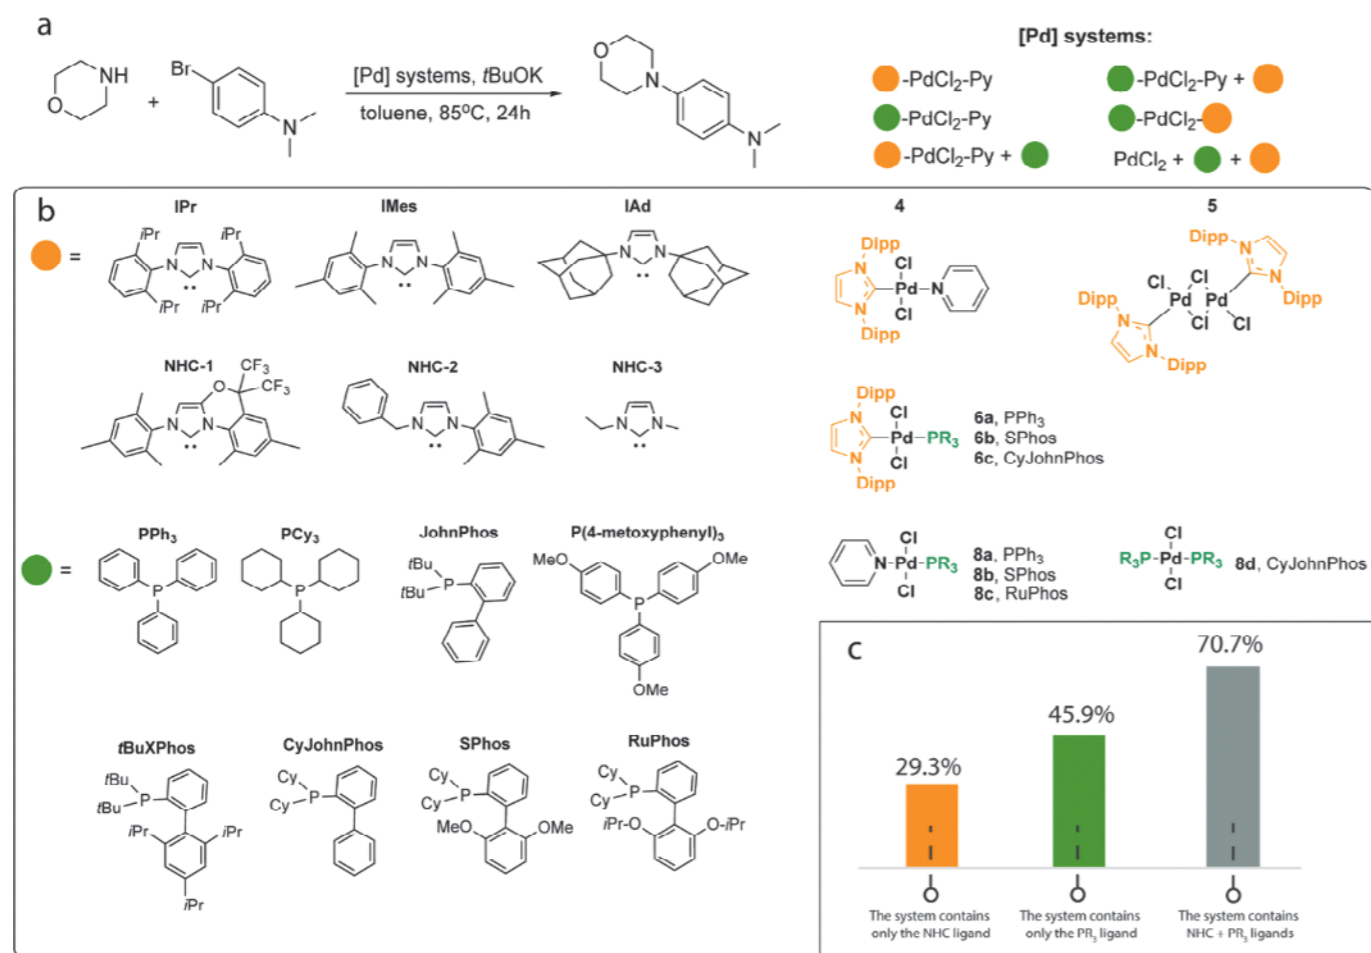 a
[Pd] systems:
NH
O
+
Br
N
[Pd] systems, tBuOK
toluene, 85⁰C, 24h
O
N
N
-PdCl₂-Py
-PdCl₂-Py +
-PdCl₂-Py
-PdCl₂-
-PdCl₂-Py +
PdCl₂ + +
b
=
IPr
IMes
IAd
4
5
iPr
iPr
N
N
iPr
iPr
N
N
N
N
Dipp
N
Cl
Pd
N
Cl
N
Dipp
Dipp
N
N
Dipp
Cl
Cl
Pd
Pd
Cl
Cl
Dipp
N
N
Dipp
NHC-1
NHC-2
NHC-3
O
CF₃
CF₃
N
N
N
N
N
N
Dipp
N
Cl
Pd
PR₃
Cl
N
Dipp
6a, PPh₃
6b, SPhos
6c, CyJohnPhos
=
PPh₃
PCy₃
JohnPhos
P(4-metoxyphenyl)₃
P
P
tBu
tBu
P
MeO
OMe
P
OMe
Cl
N
Pd
PR₃
Cl
8a, PPh₃
8b, SPhos
8c, RuPhos
Cl
R₃P
Pd
PR₃
Cl
8d, CyJohnPhos
tBuXPhos
CyJohnPhos
SPhos
RuPhos
tBu
tBu
P
iPr
iPr
iPr
Cy
Cy
P
Cy
Cy
P
MeO
OMe
Cy
Cy
P
iPr-O
O-iPr
c
29.3%
45.9%
70.7%
The system contains
only the NHC ligand
The system contains
only the PR₃ ligand
The system contains
NHC + PR₃ ligands